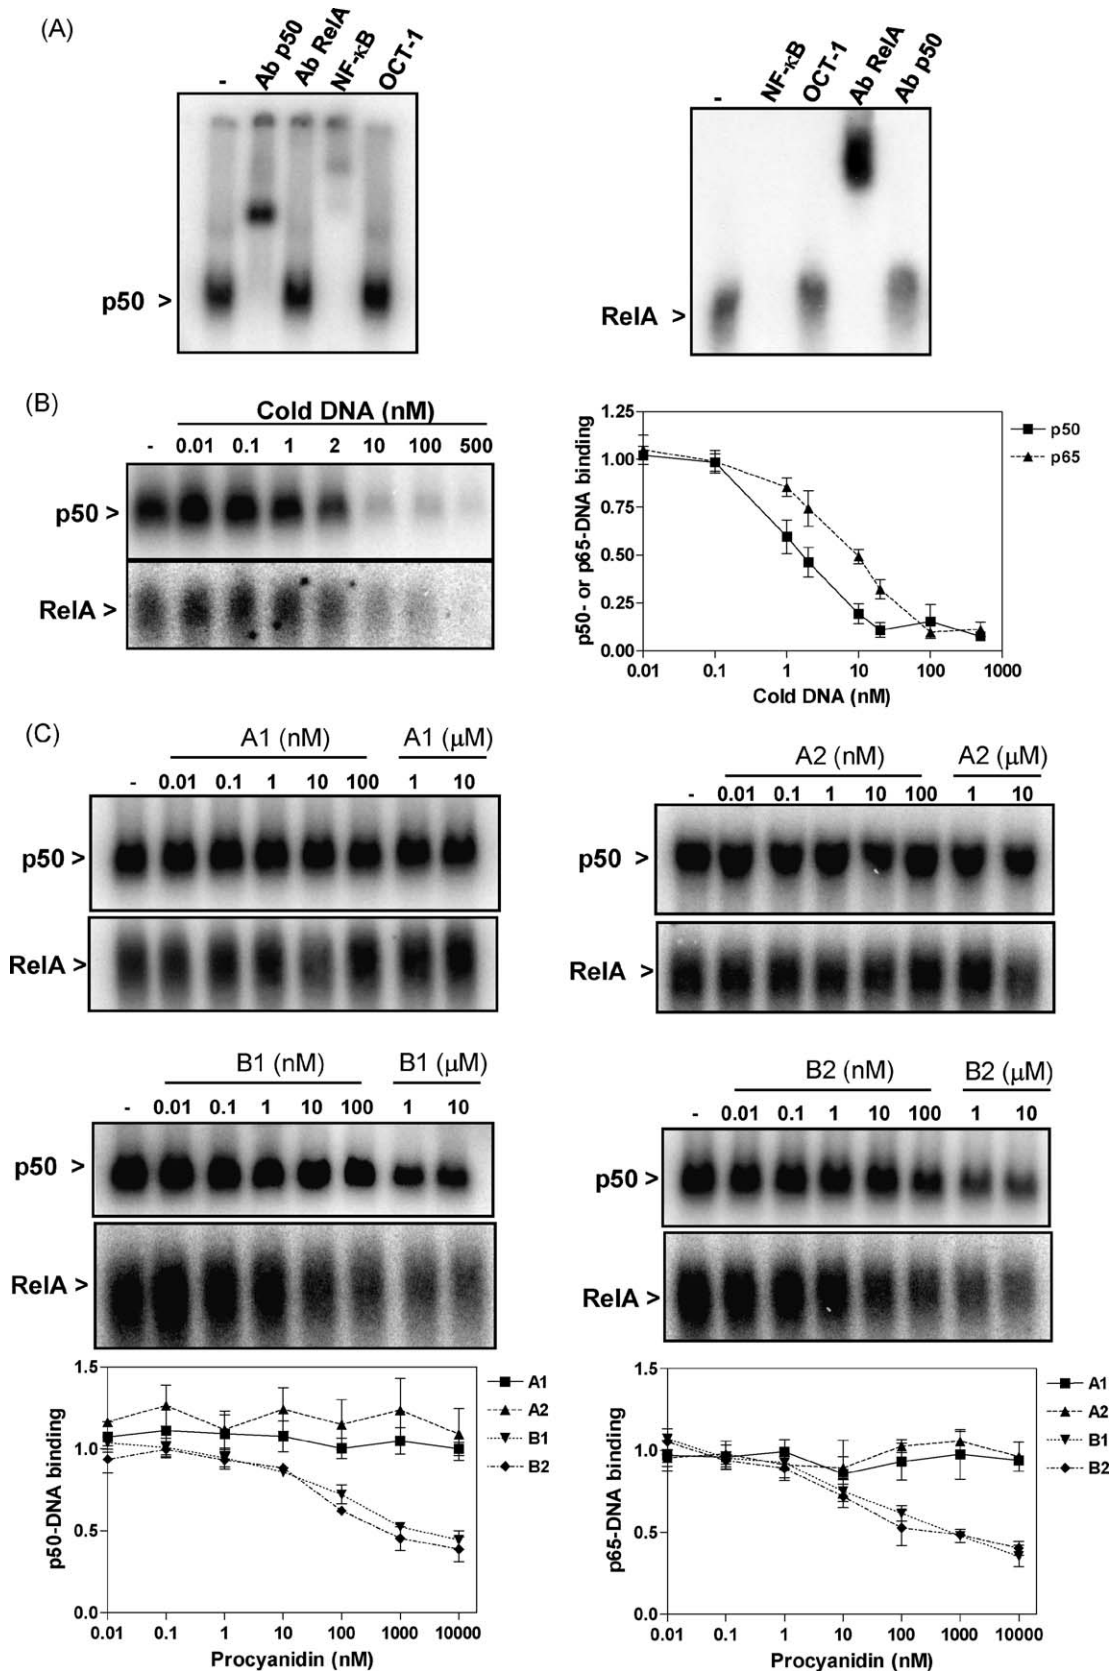 (A)
- Ab p50 Ab RelA NF-κB OCT-1
p50 >
- NF-κB OCT-1 Ab RelA Ab p50
RelA >
(B)
Cold DNA (nM)
- 0.01 0.1 1 2 10 100 500
p50 >
RelA >
p50- or p65-DNA binding
1.25
1.00
0.75
0.50
0.25
0.00
0.01 0.1 1 10 100 1000
Cold DNA (nM)
p50
p65
(C)
A1 (nM) A1 (μM)
- 0.01 0.1 1 10 100 1 10
p50 >
RelA >
A2 (nM) A2 (μM)
- 0.01 0.1 1 10 100 1 10
p50 >
RelA >
B1 (nM) B1 (μM)
- 0.01 0.1 1 10 100 1 10
p50 >
RelA >
B2 (nM) B2 (μM)
- 0.01 0.1 1 10 100 1 10
p50 >
RelA >
p50-DNA binding
1.5
1.0
0.5
0.0
0.01 0.1 1 10 100 1000 10000
Procyanidin (nM)
A1
A2
B1
B2
p65-DNA binding
1.5
1.0
0.5
0.0
0.01 0.1 1 10 100 1000 10000
Procyanidin (nM)
A1
A2
B1
B2